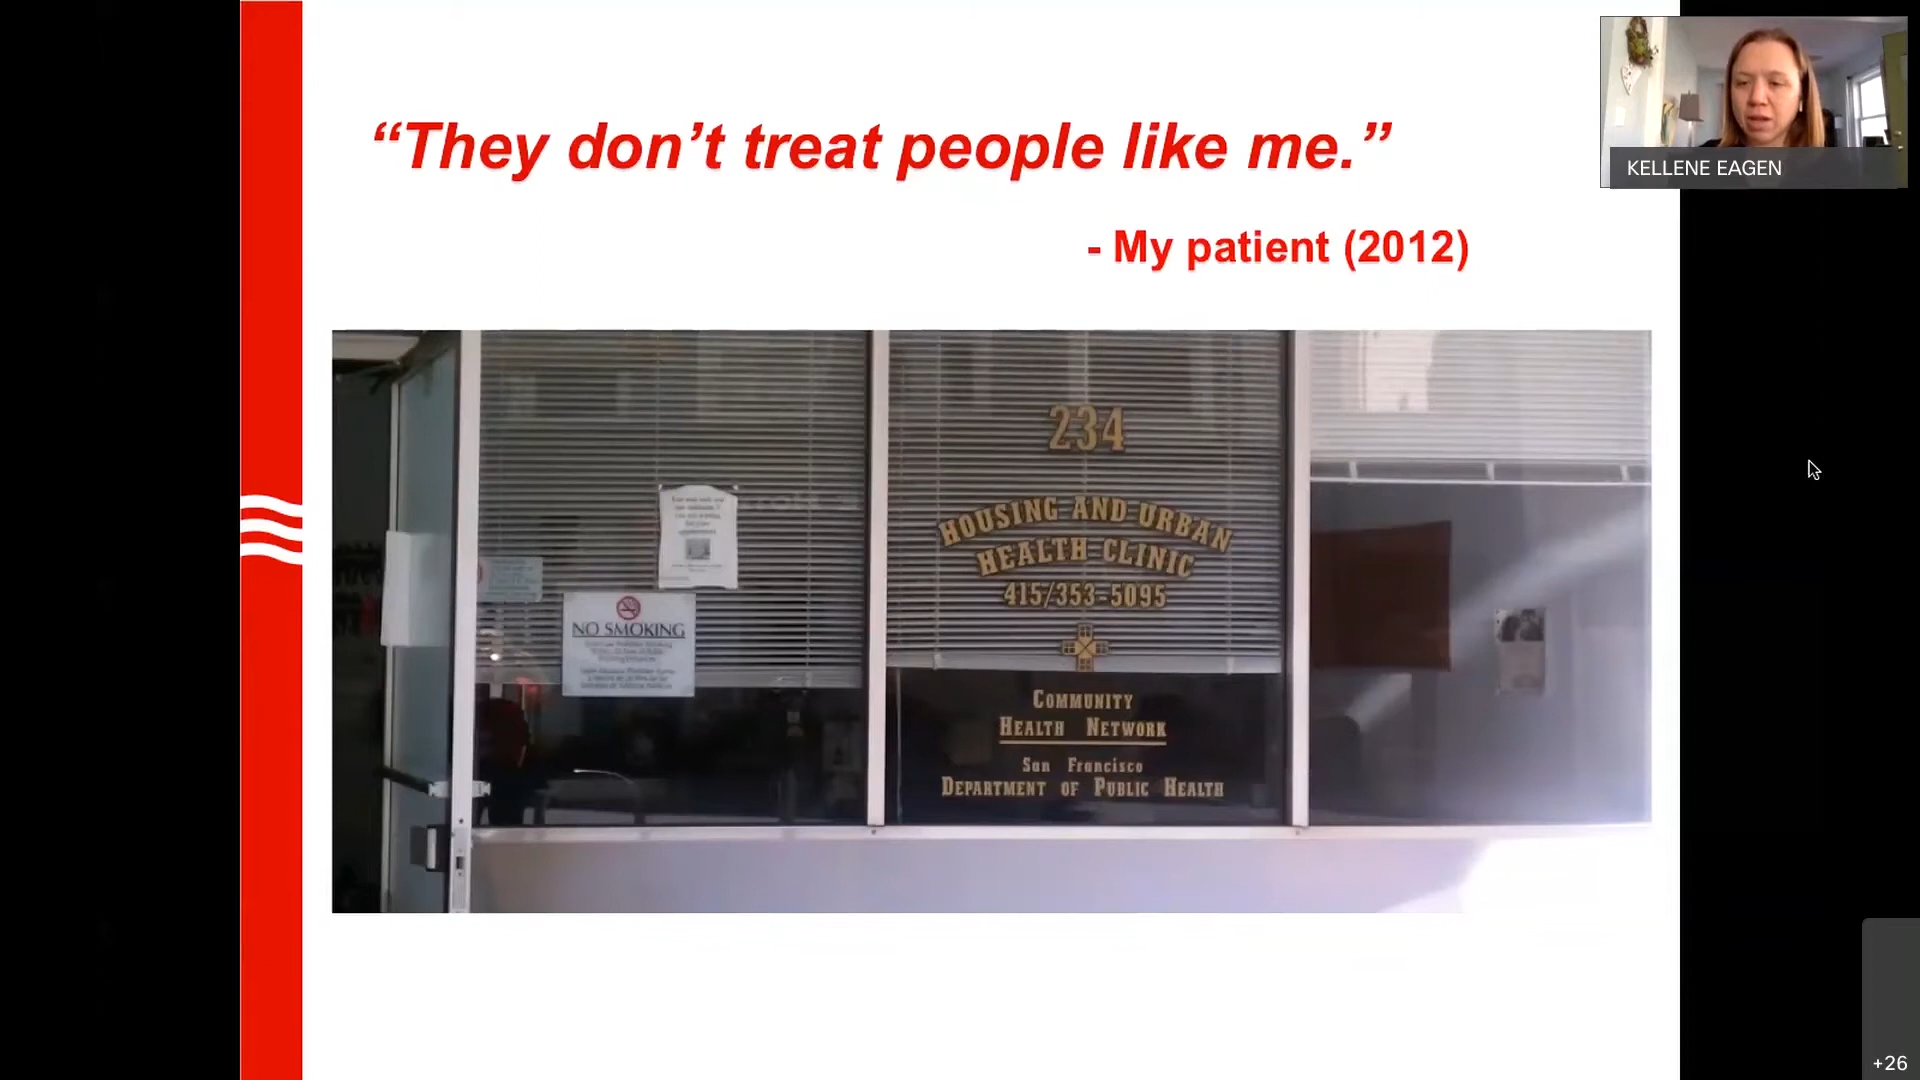 “They don’t treat people like me.”
- My patient (2012)
KELLENE EAGEN
234
HOUSING AND URBAN
HEALTH CLINIC
415/353-5095
NO SMOKING
COMMUNITY
HEALTH NETWORK
San Francisco
DEPARTMENT OF PUBLIC HEALTH
+26